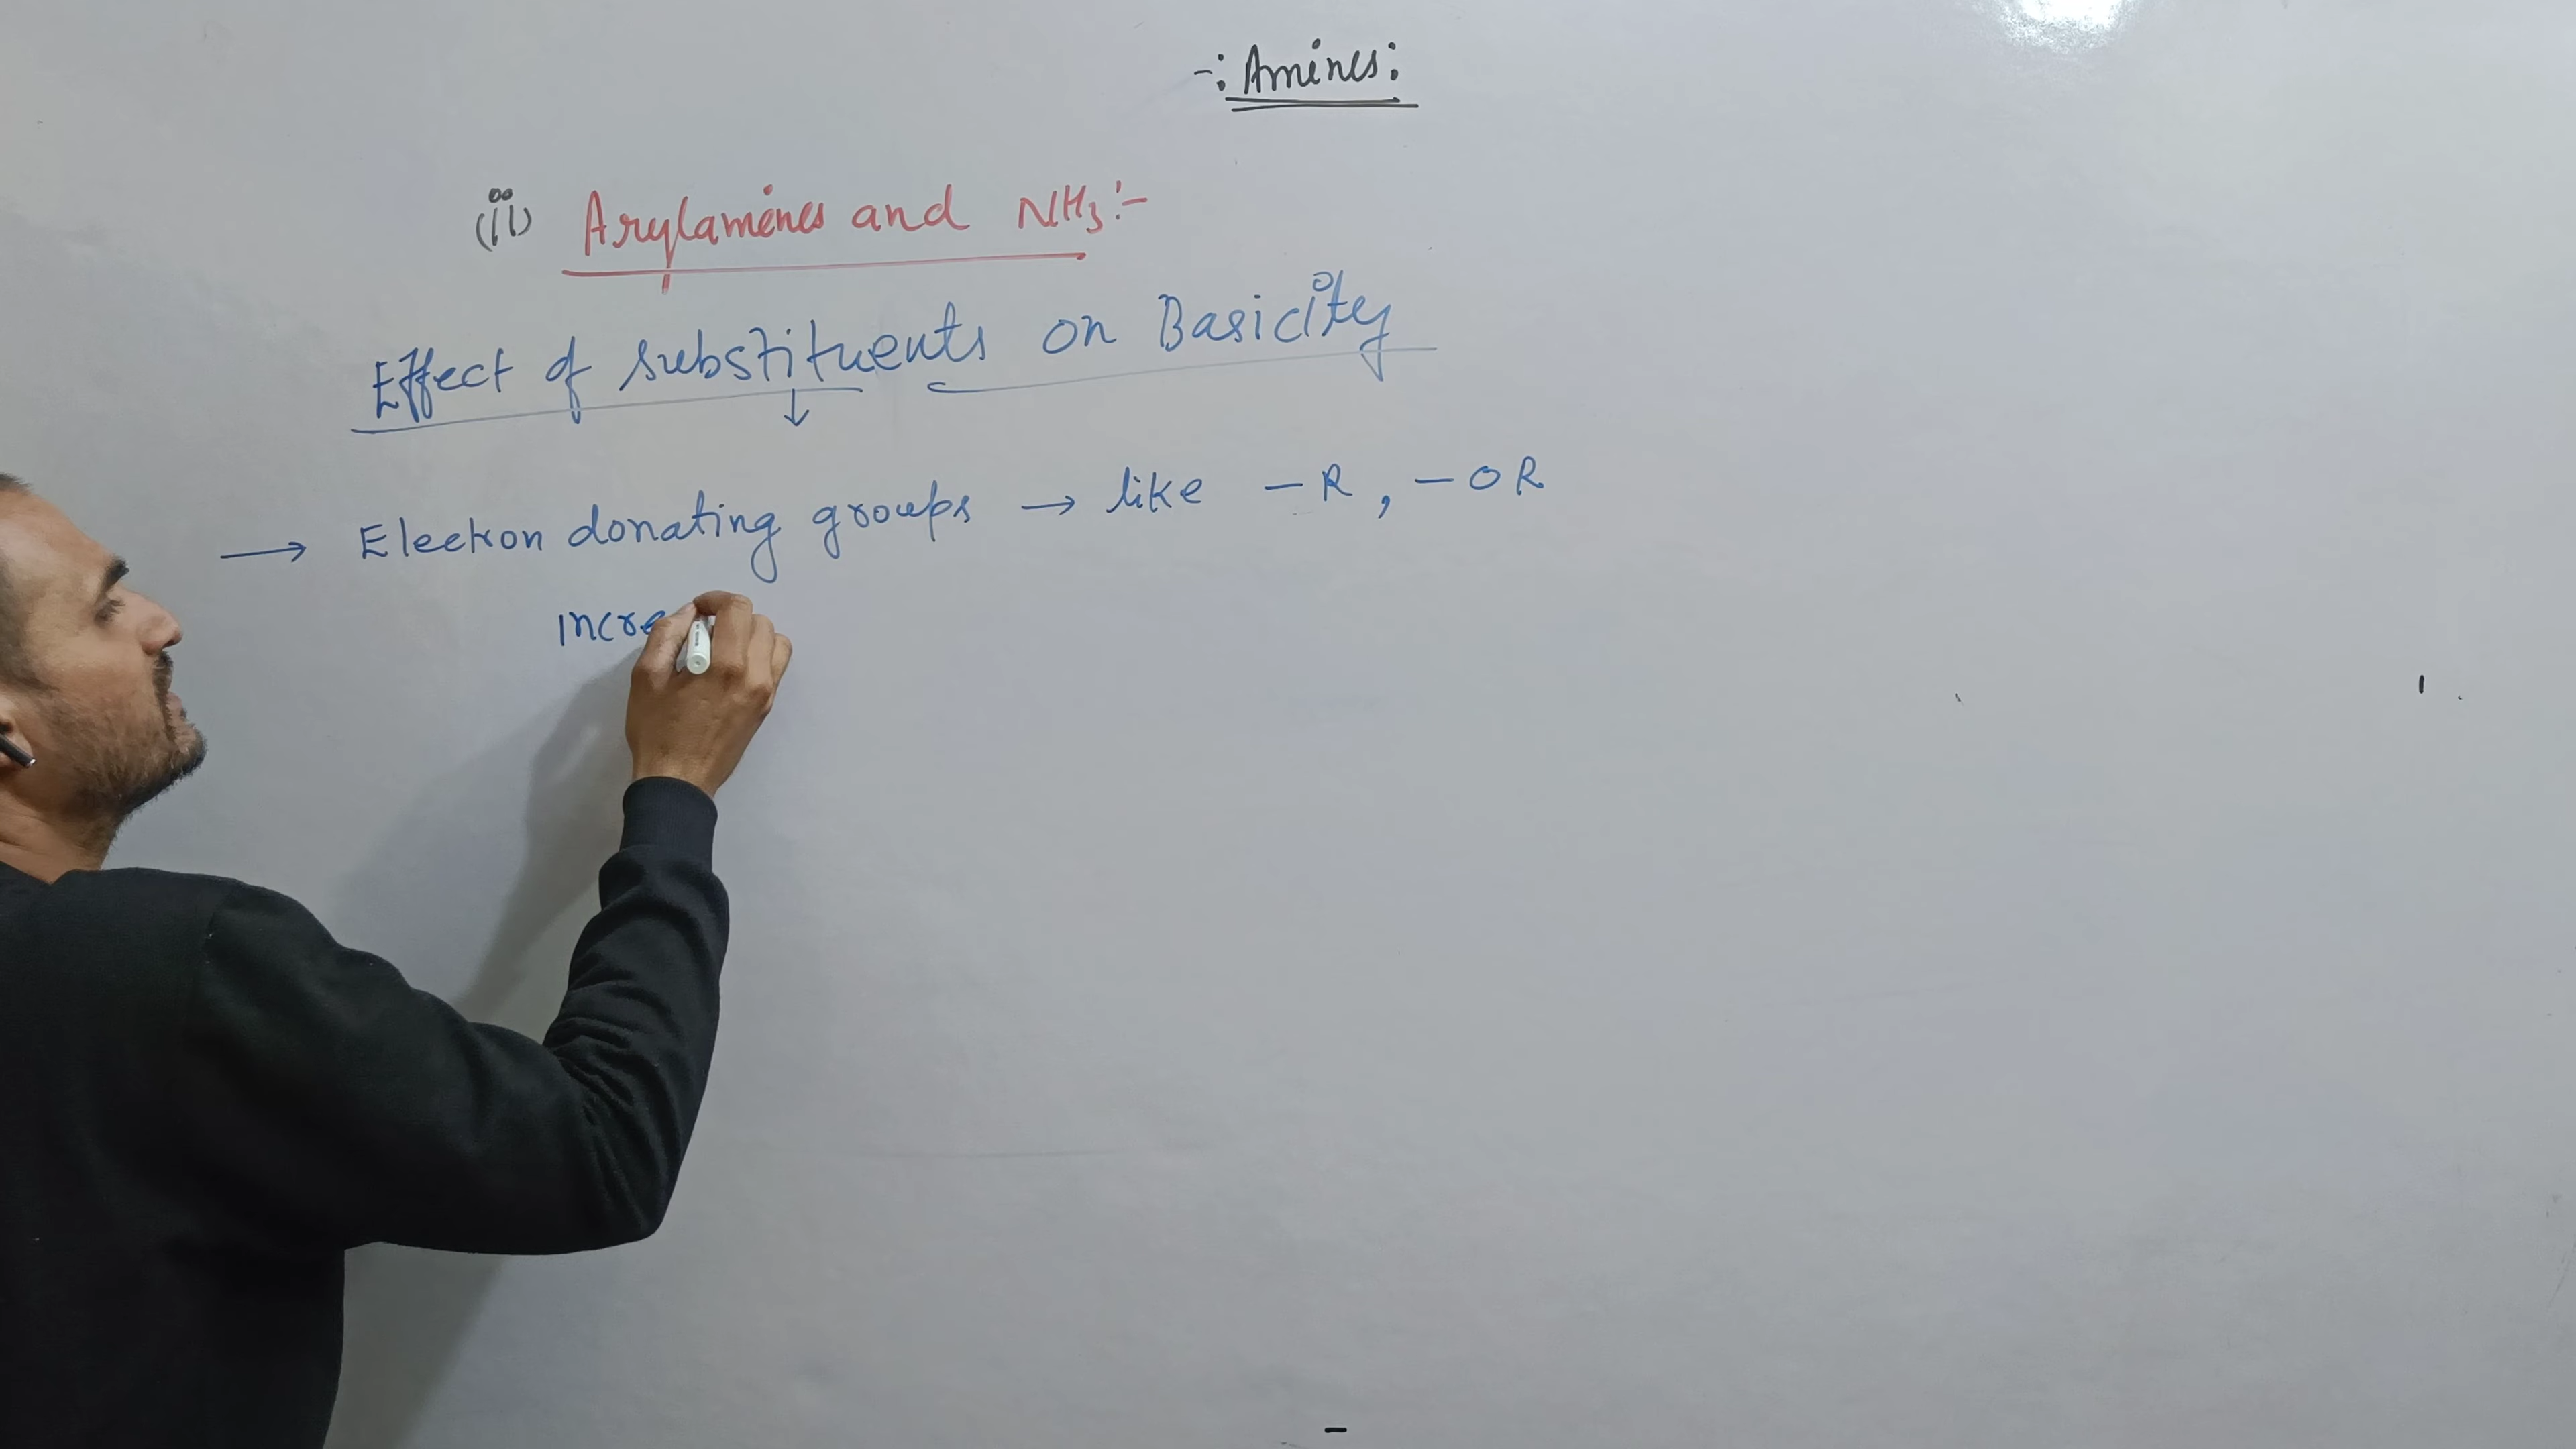 -: Amines:
(ii) Arylamines and NH3:-
Effect of substituents on Basicity
↓
→ Electron donating groups → like -R, -OR
incre